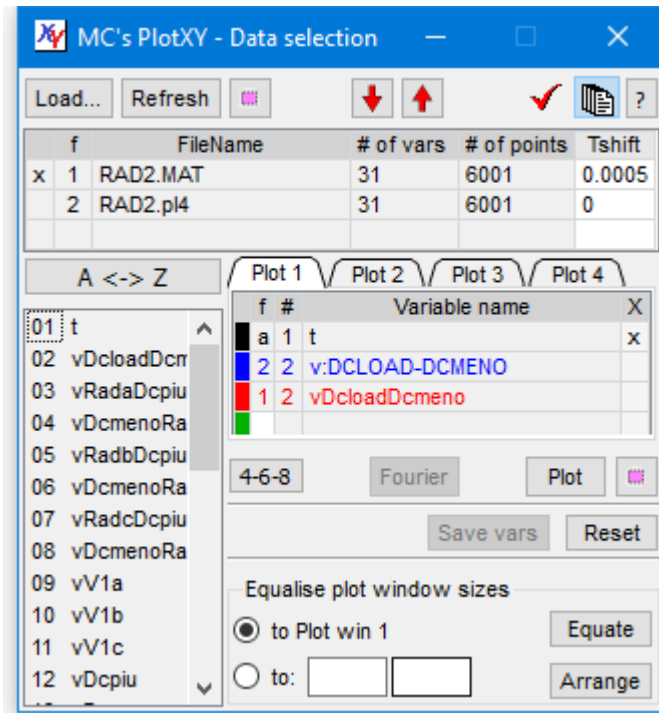 MC's PlotXY - Data selection
Load... Refresh ?
f FileName # of vars # of points Tshift
x 1 RAD2.MAT 31 6001 0.0005
2 RAD2.pl4 31 6001 0
A <-> Z
Plot 1 Plot 2 Plot 3 Plot 4
f # Variable name X
a 1 t x
2 2 v:DCLOAD-DCMENO
1 2 vDcloadDcmeno
01 t
02 vDcloadDcm
03 vRadaDcpiu
04 vDcmenoRa
05 vRadbDcpiu
06 vDcmenoRa
07 vRadcDcpiu
08 vDcmenoRa
09 vV1a
10 vV1b
11 vV1c
12 vDcpiu
4-6-8 Fourier Plot
Save vars Reset
Equalise plot window sizes
to Plot win 1 Equate
to: Arrange